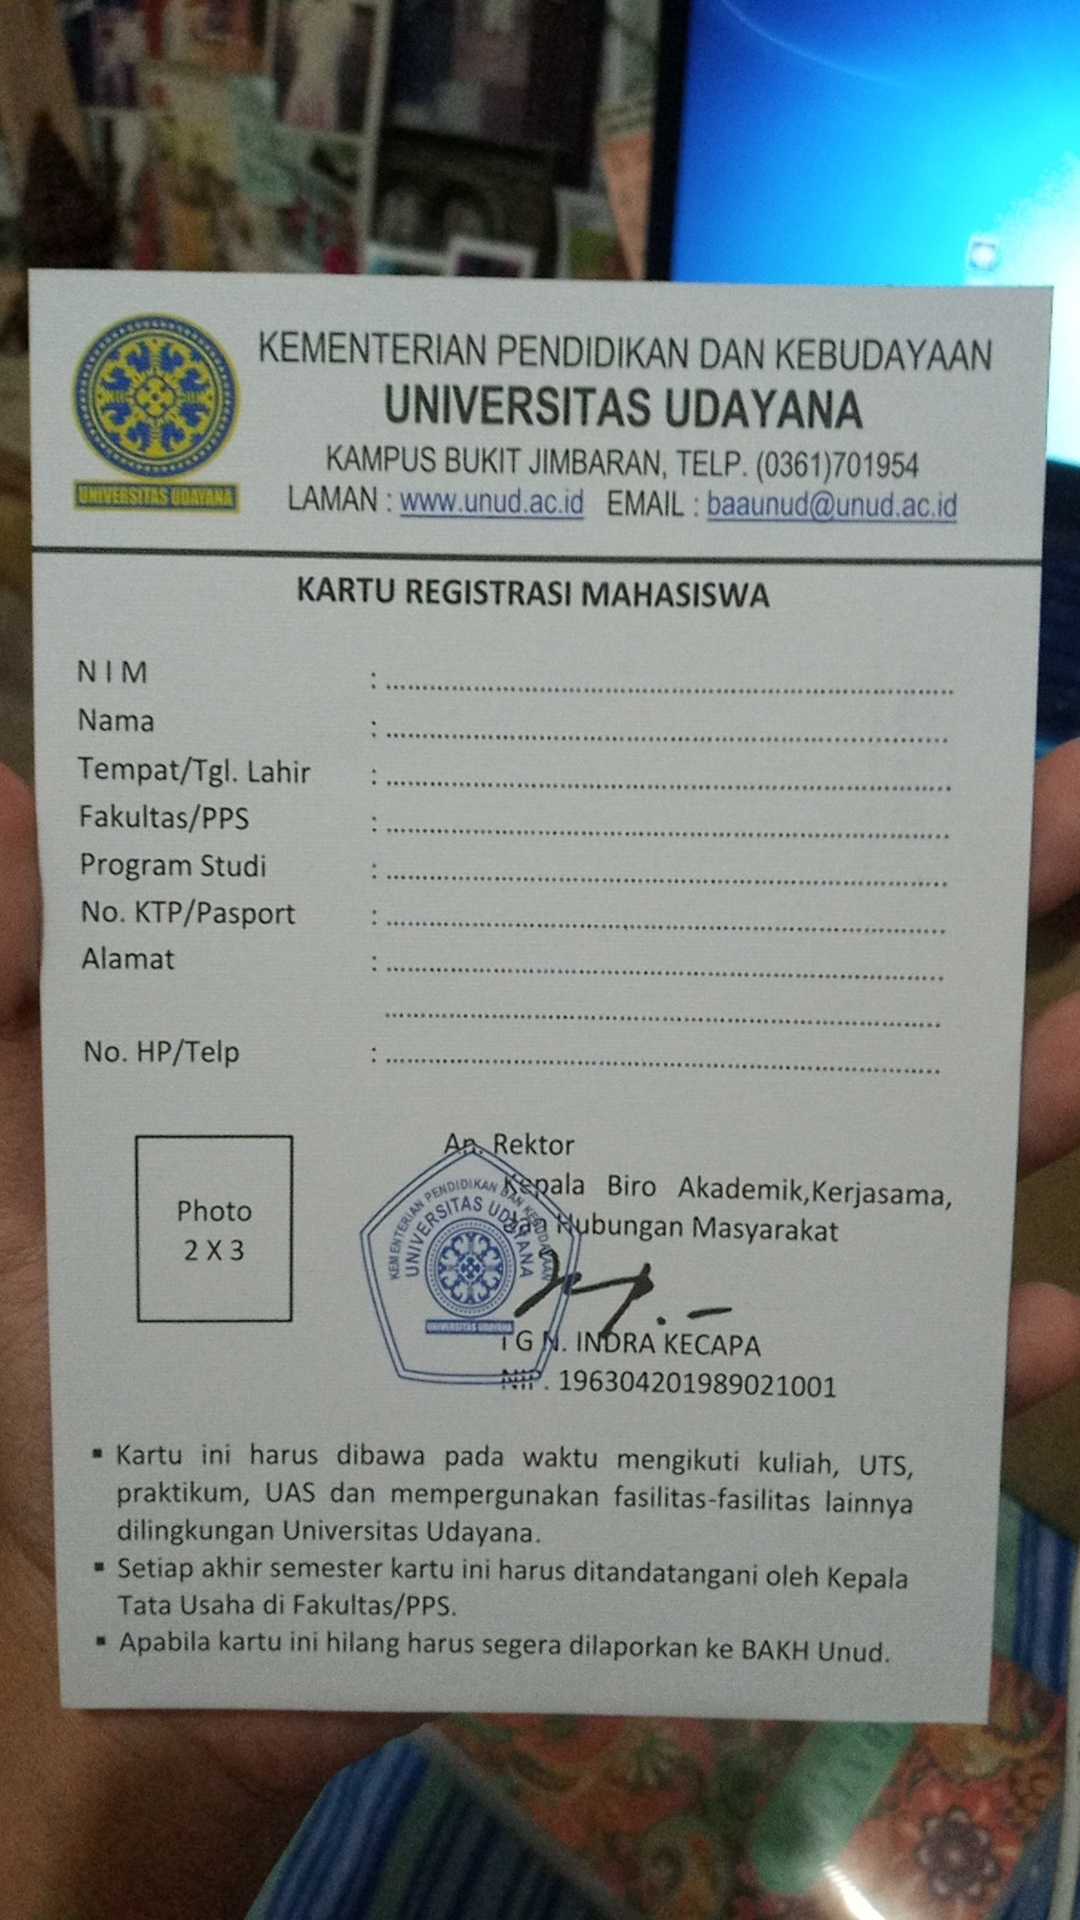 KEMENTERIAN PENDIDIKAN DAN KEBUDAYAAN
UNIVERSITAS UDAYANA
KAMPUS BUKIT JIMBARAN, TELP. (0361)701954
LAMAN : www.unud.ac.id EMAIL : baaunud@unud.ac.id
UNIVERSITAS UDAYANA
KARTU REGISTRASI MAHASISWA
N I M :
Nama :
Tempat/Tgl. Lahir :
Fakultas/PPS :
Program Studi :
No. KTP/Pasport :
Alamat :
No. HP/Telp :
Photo
2 X 3
An. Rektor
Kepala Biro Akademik,Kerjasama,
dan Hubungan Masyarakat
KEMENTERIAN PENDIDIKAN DAN KEBUDAYAAN
UNIVERSITAS UDAYANA
UNIVERSITAS UDAYANA
I G N. INDRA KECAPA
NIP. 196304201989021001
▪ Kartu ini harus dibawa pada waktu mengikuti kuliah, UTS,
praktikum, UAS dan mempergunakan fasilitas-fasilitas lainnya
dilingkungan Universitas Udayana.
▪ Setiap akhir semester kartu ini harus ditandatangani oleh Kepala
Tata Usaha di Fakultas/PPS.
▪ Apabila kartu ini hilang harus segera dilaporkan ke BAKH Unud.